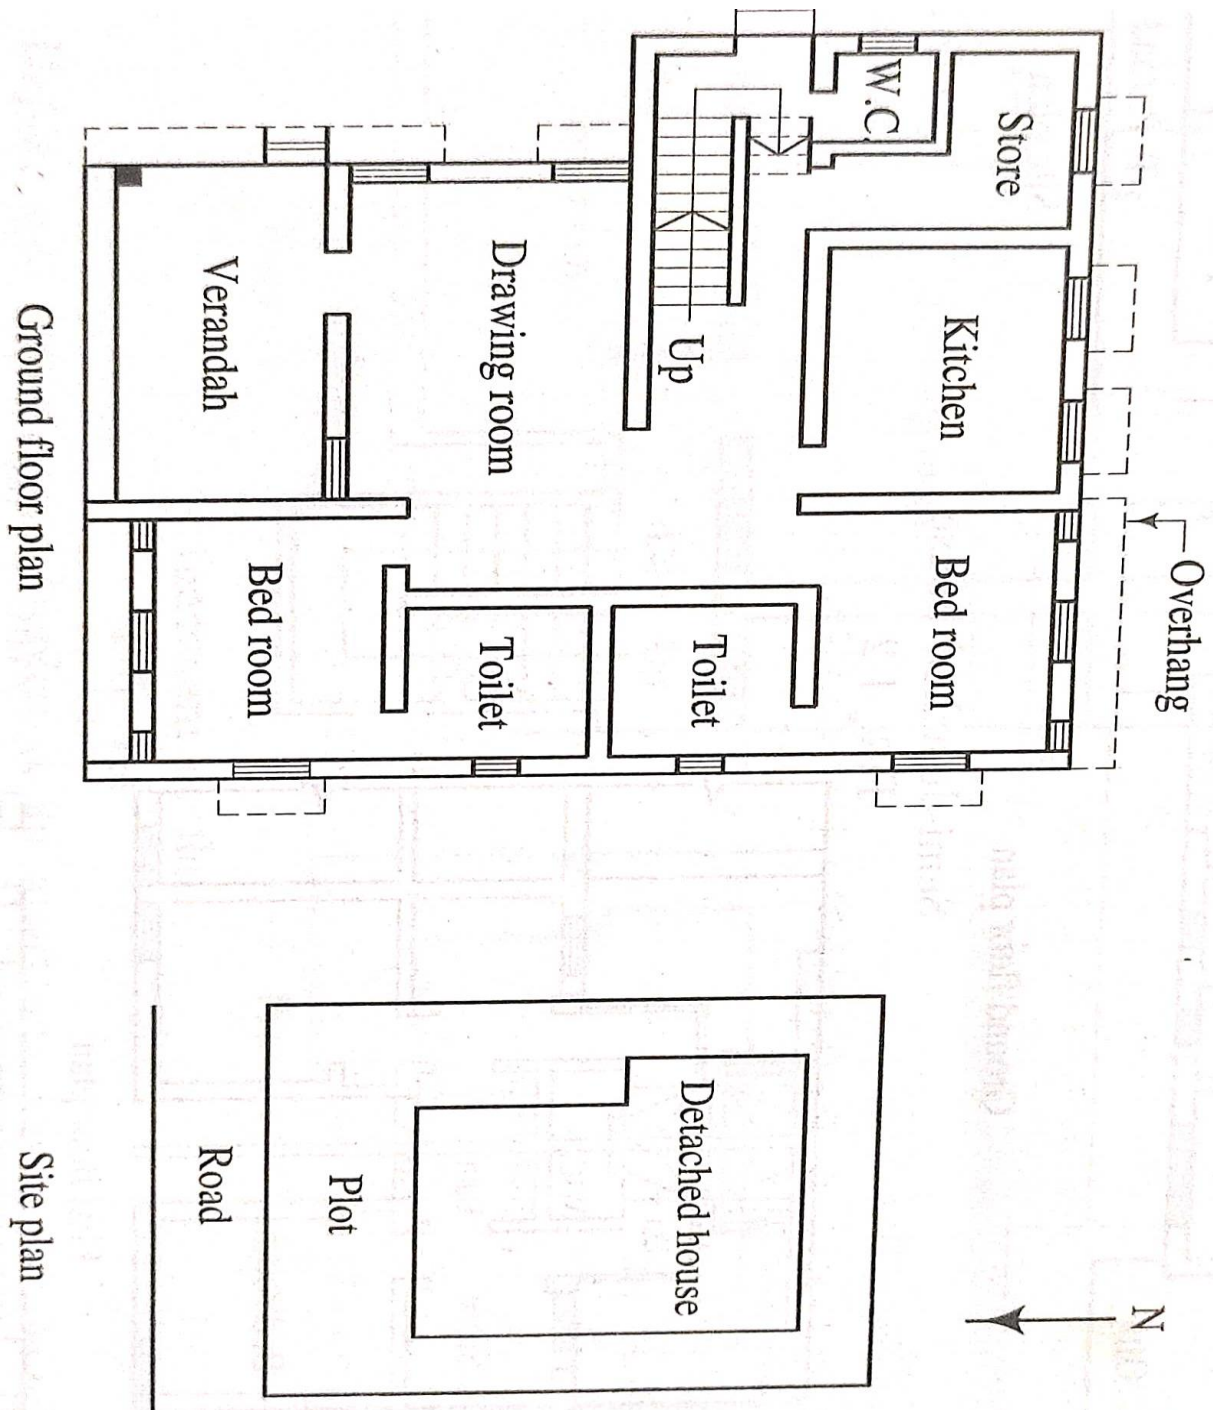 Overhang
Store
W.C
Kitchen
Bed room
Up
Toilet
Drawing room
Toilet
Verandah
Bed room
Ground floor plan
N
Detached house
Plot
Road
Site plan